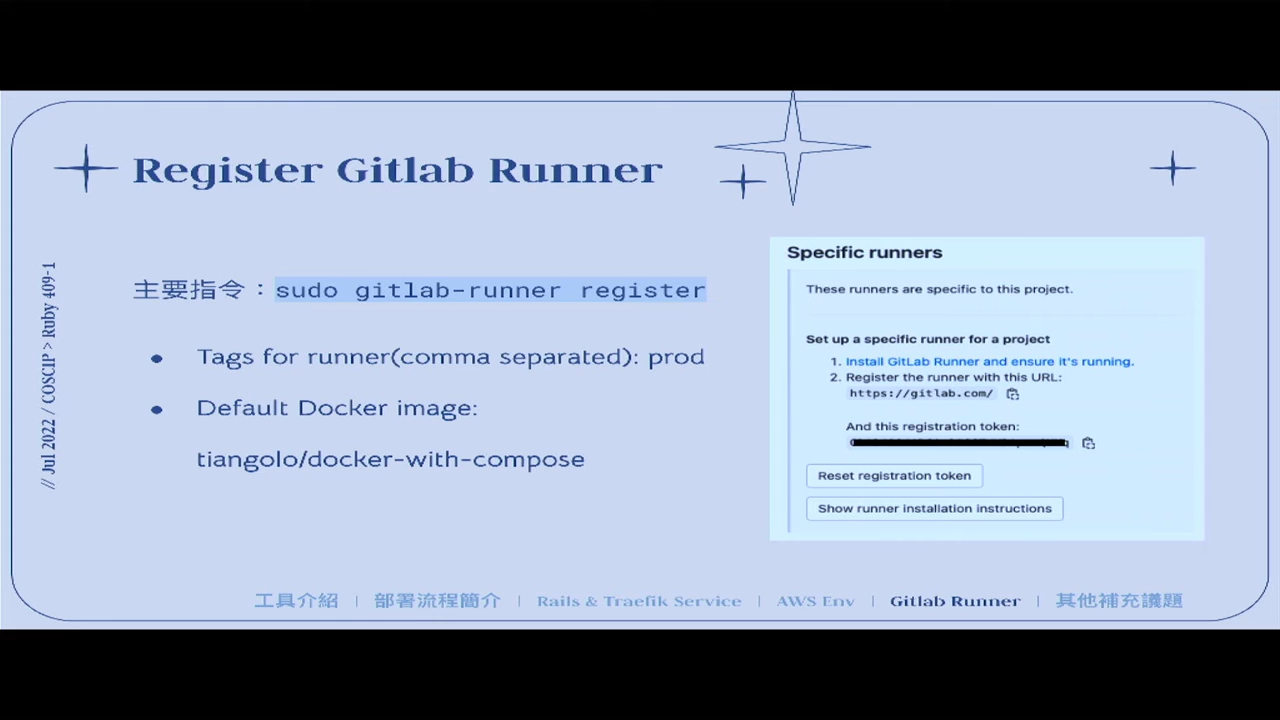 Register Gitlab Runner
// Jul 2022 / COSCIP > Ruby 409-1
主要指令：sudo gitlab-runner register
● Tags for runner(comma separated): prod
● Default Docker image:
tiangolo/docker-with-compose
Specific runners
These runners are specific to this project.
Set up a specific runner for a project
1. Install GitLab Runner and ensure it's running.
2. Register the runner with this URL:
https://gitlab.com/
And this registration token:
Reset registration token
Show runner installation instructions
工具介紹 | 部署流程簡介 | Rails & Traefik Service | AWS Env | Gitlab Runner | 其他補充議題